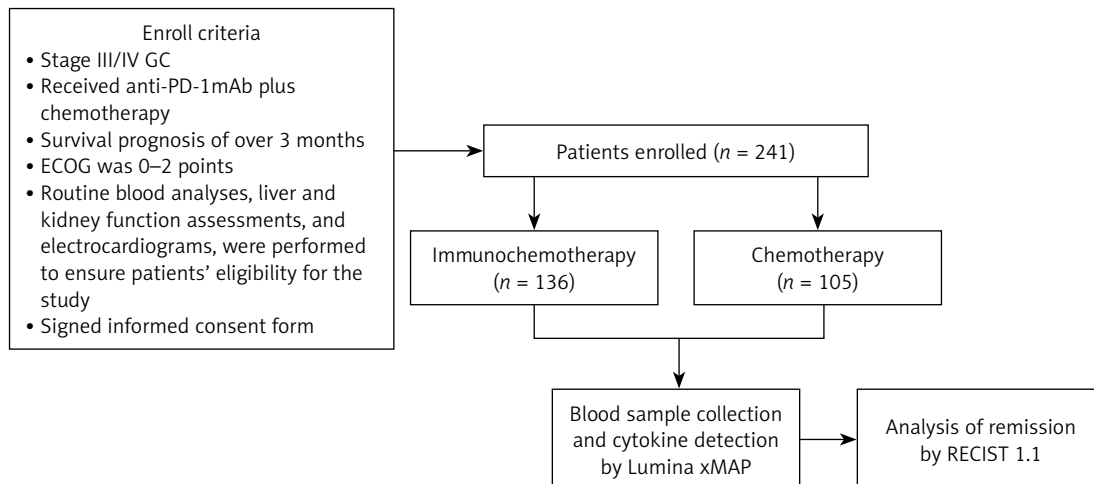 Enroll criteria
• Stage III/IV GC
• Received anti-PD-1mAb plus
chemotherapy
• Survival prognosis of over 3 months
• ECOG was 0–2 points
• Routine blood analyses, liver and
kidney function assessments, and
electrocardiograms, were performed
to ensure patients’ eligibility for the
study
• Signed informed consent form
Patients enrolled (n = 241)
Immunochemotherapy
(n = 136)
Chemotherapy
(n = 105)
Blood sample collection
and cytokine detection
by Lumina xMAP
Analysis of remission
by RECIST 1.1